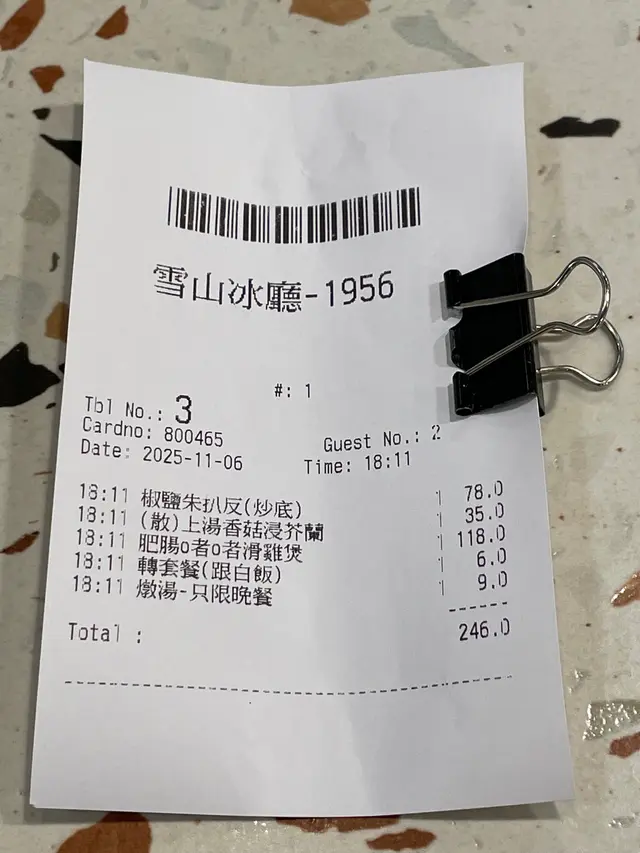 雪山冰廳-1956
#: 1
Tbl No.: 3
Cardno: 800465 Guest No.: 2
Date: 2025-11-06 Time: 18:11
18:11 椒鹽朱扒反(炒底) 1 78.0
18:11 (散)上湯香菇浸芥蘭 1 35.0
18:11 肥腸o者o者滑雞煲 1 118.0
18:11 轉套餐(跟白飯) 1 6.0
18:11 燉湯-只限晚餐 1 9.0
Total : 246.0